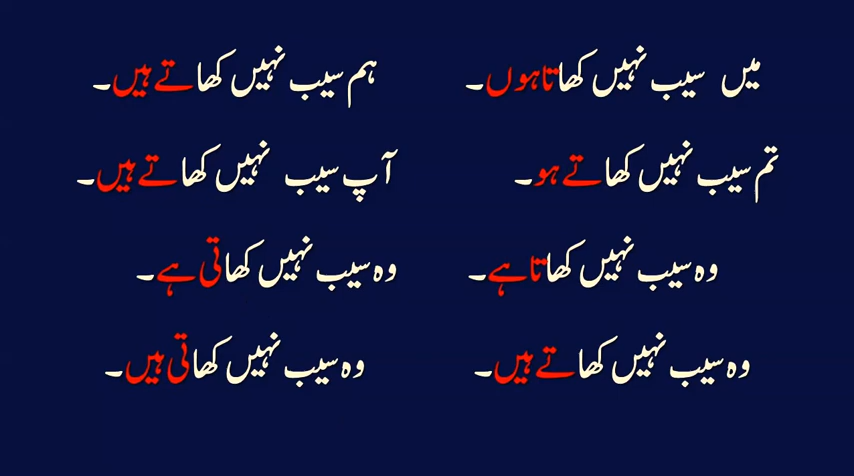 میں سیب نہیں کھاتا ہوں۔
ہم سیب نہیں کھاتے ہیں۔
تم سیب نہیں کھاتے ہو۔
آپ سیب نہیں کھاتے ہیں۔
وہ سیب نہیں کھاتا ہے۔
وہ سیب نہیں کھاتی ہے۔
وہ سیب نہیں کھاتے ہیں۔
وہ سیب نہیں کھاتی ہیں۔